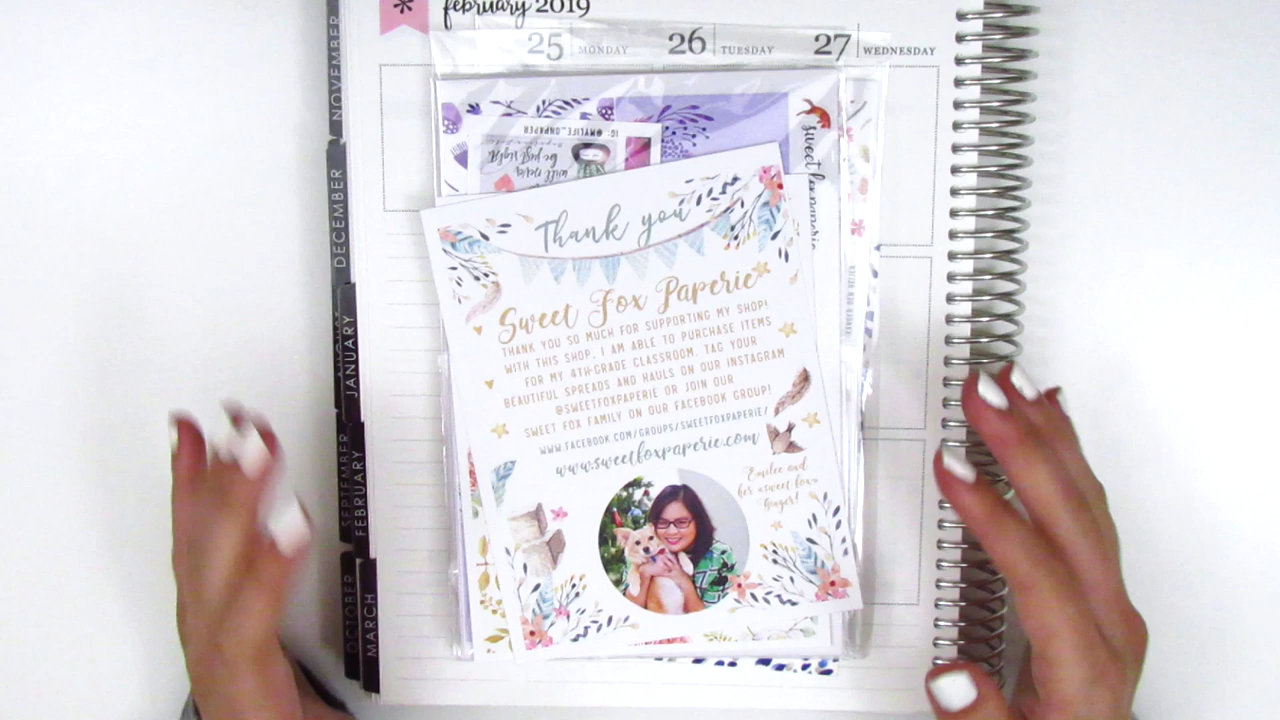 february 2019
25 MONDAY 26 TUESDAY 27 WEDNESDAY
NOVEMBER
DECEMBER
JANUARY
SEPTEMBER
FEBRUARY
OCTOBER
MARCH
IG: @MYLIFE_ONPAPER
sweet fox paperie
Thank you
Sweet Fox Paperie
THANK YOU SO MUCH FOR SUPPORTING MY SHOP!
WITH THIS SHOP, I AM ABLE TO PURCHASE ITEMS
FOR MY 4TH-GRADE CLASSROOM. TAG YOUR
BEAUTIFUL SPREADS AND HAULS ON OUR INSTAGRAM
@SWEETFOXPAPERIE OR JOIN OUR
SWEET FOX FAMILY ON OUR FACEBOOK GROUP!
WWW.FACEBOOK.COM/GROUPS/SWEETFOXPAPERIE/
www.sweetfoxpaperie.com
Emilee and
her sweet fox,
Ginger!